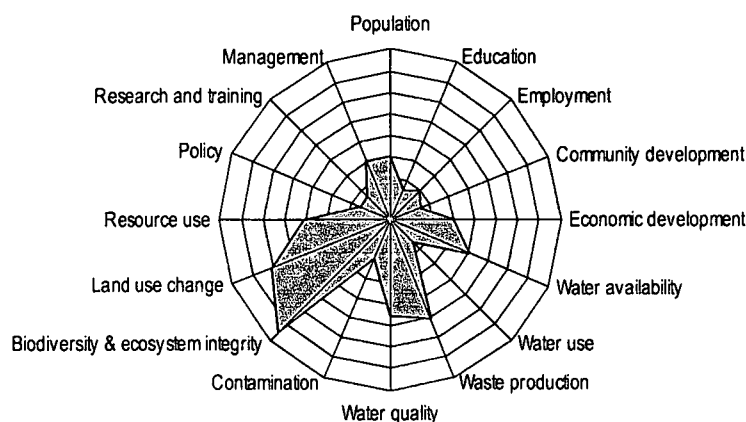 Population
Management
Education
Research and training
Employment
Policy
Community development
Resource use
Economic development
Land use change
Water availability
Biodiversity & ecosystem integrity
Water use
Contamination
Waste production
Water quality